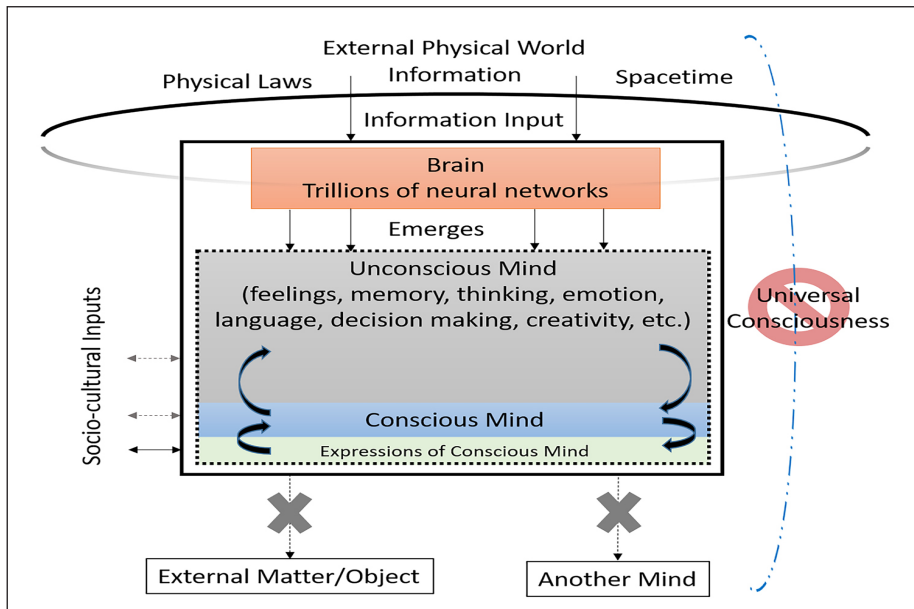 External Physical World
Information
Physical Laws
Spacetime
Information Input
Brain
Trillions of neural networks
Emerges
Unconscious Mind
(feelings, memory, thinking, emotion,
language, decision making, creativity, etc.)
Universal
Consciousness
Socio-cultural Inputs
Conscious Mind
Expressions of Conscious Mind
External Matter/Object
Another Mind